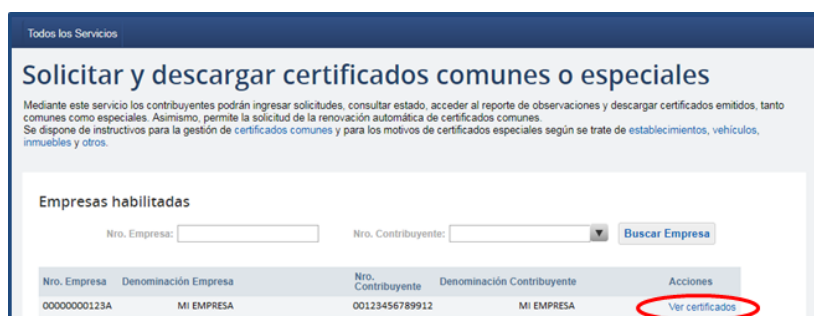 Todos los Servicios
Solicitar y descargar certificados comunes o especiales
Mediante este servicio los contribuyentes podrán ingresar solicitudes, consultar estado, acceder al reporte de observaciones y descargar certificados emitidos, tanto
comunes como especiales. Asimismo, permite la solicitud de la renovación automática de certificados comunes.
Se dispone de instructivos para la gestión de certificados comunes y para los motivos de certificados especiales según se trate de establecimientos, vehículos,
inmuebles y otros.
Empresas habilitadas
Nro. Empresa: Nro. Contribuyente: Buscar Empresa
Nro. Empresa Denominación Empresa Nro. Contribuyente Denominación Contribuyente Acciones
00000000123A MI EMPRESA 00123456789912 MI EMPRESA Ver certificados